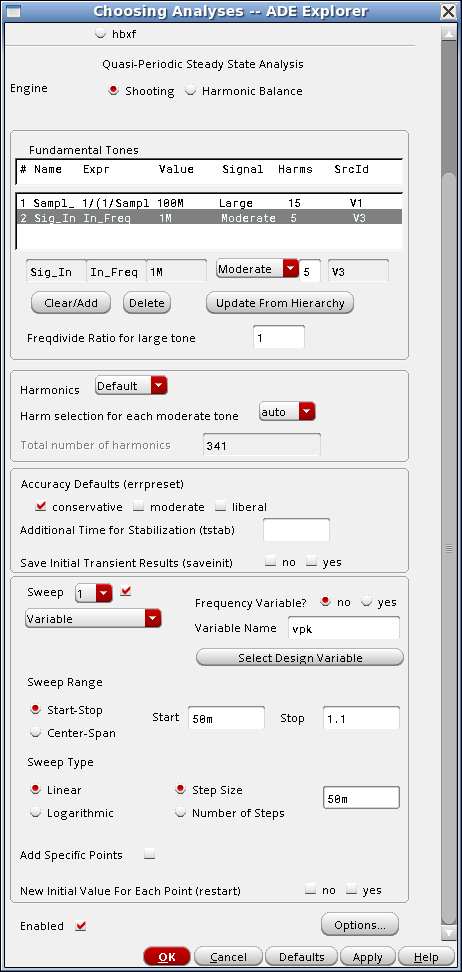 Choosing Analyses -- ADE Explorer
hbxf
Quasi-Periodic Steady State Analysis
Engine
Shooting Harmonic Balance
Fundamental Tones
# Name Expr Value Signal Harms SrcId
1 Sampl_ 1/(1/Sampl 100M Large 15 V1
2 Sig_In In_Freq 1M Moderate 5 V3
Sig_In In_Freq 1M Moderate 5 V3
Clear/Add Delete Update From Hierarchy
Freqdivide Ratio for large tone 1
Harmonics Default
Harm selection for each moderate tone auto
Total number of harmonics 341
Accuracy Defaults (errpreset)
conservative moderate liberal
Additional Time for Stabilization (tstab)
Save Initial Transient Results (saveinit) no yes
Sweep 1
Frequency Variable? no yes
Variable
Variable Name vpk
Select Design Variable
Sweep Range
Start-Stop Start 50m Stop 1.1
Center-Span
Sweep Type
Linear Step Size 50m
Logarithmic Number of Steps
Add Specific Points
New Initial Value For Each Point (restart) no yes
Enabled Options...
OK Cancel Defaults Apply Help